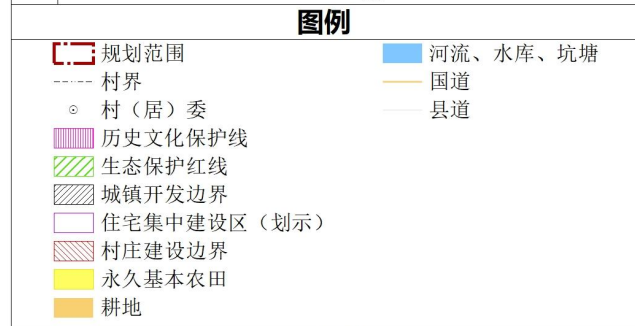 图例
规划范围
村界
村（居）委
历史文化保护线
生态保护红线
城镇开发边界
住宅集中建设区（划示）
村庄建设边界
永久基本农田
耕地
河流、水库、坑塘
国道
县道